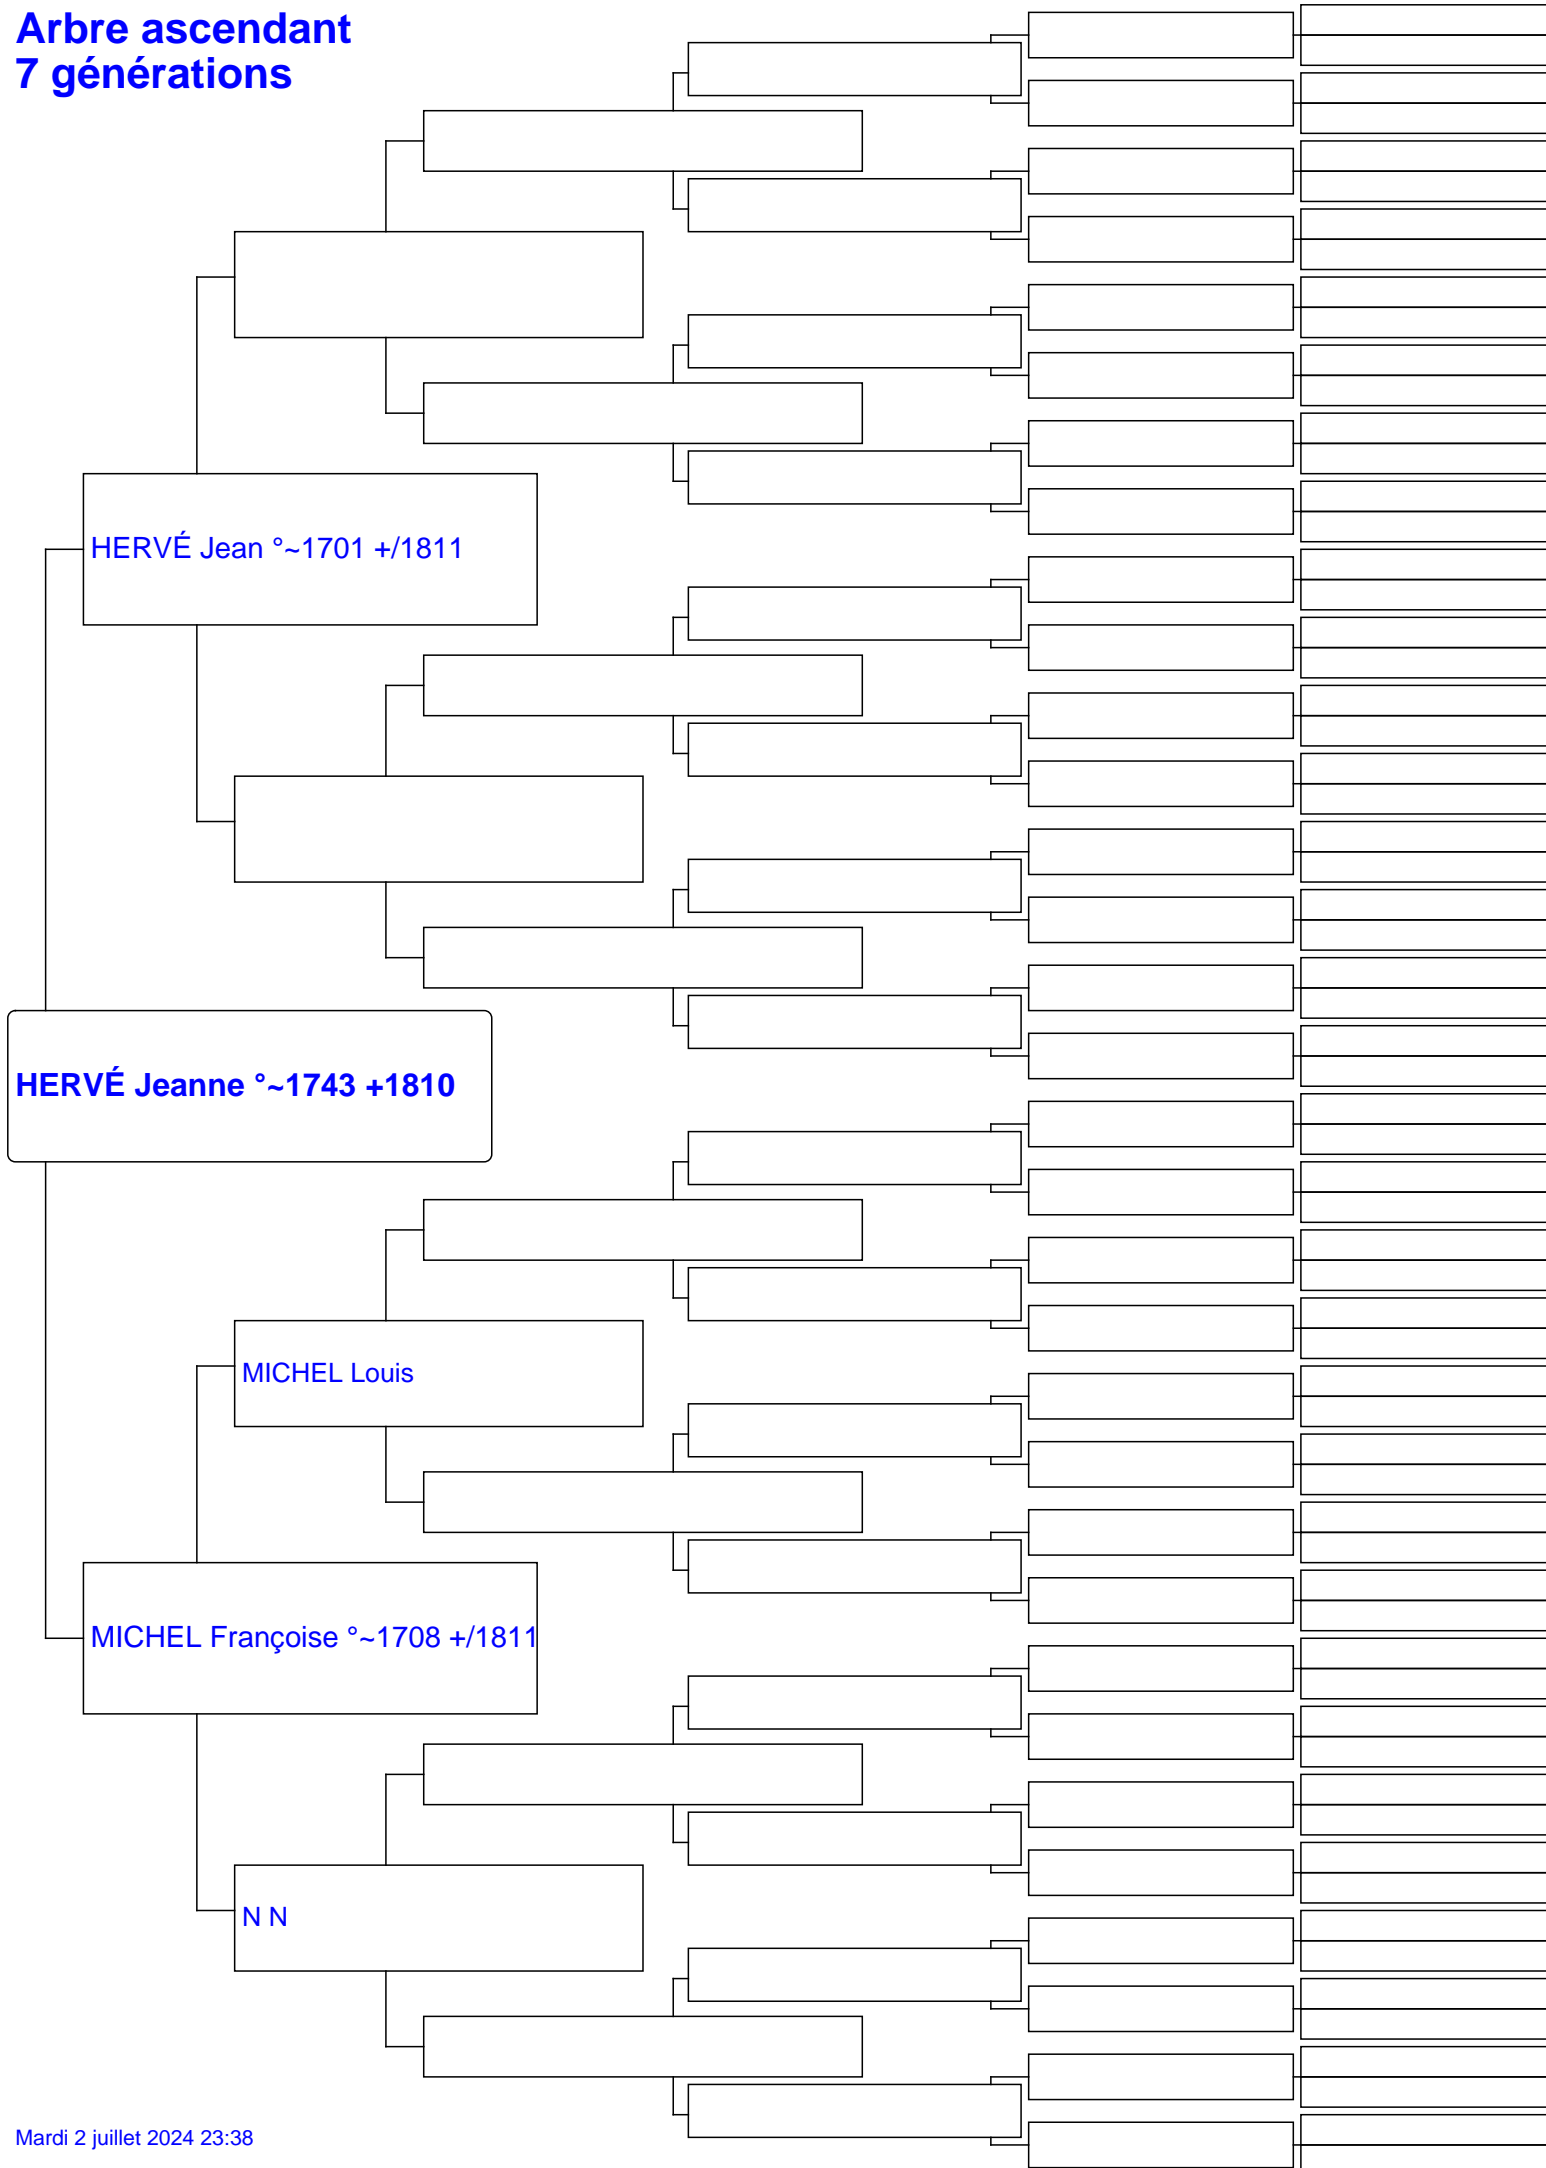 Arbre ascendant
7 générations
HERVÉ Jean °~1701 +/1811
HERVÉ Jeanne °~1743 +1810
MICHEL Louis
MICHEL Françoise °~1708 +/1811
N N
Mardi 2 juillet 2024 23:38